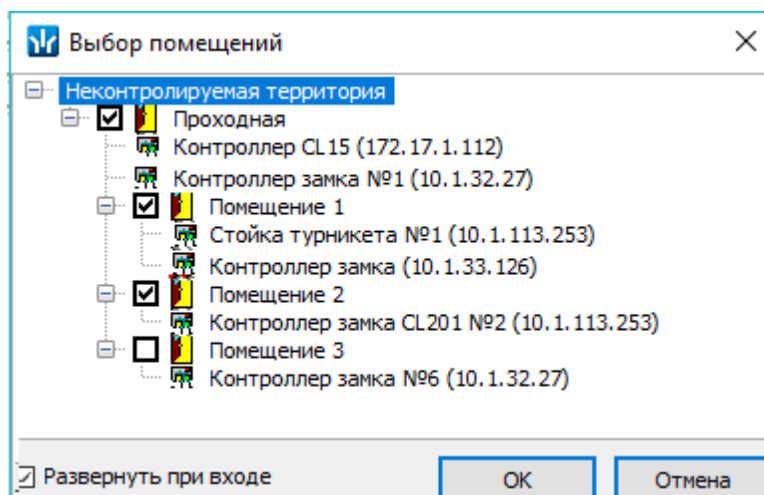 Выбор помещений
Неконтролируемая территория
Проходная
Контроллер CL15 (172.17.1.112)
Контроллер замка №1 (10.1.32.27)
Помещение 1
Стойка турникета №1 (10.1.113.253)
Контроллер замка (10.1.33.126)
Помещение 2
Контроллер замка CL201 №2 (10.1.113.253)
Помещение 3
Контроллер замка №6 (10.1.32.27)
Развернуть при входе
ОК
Отмена